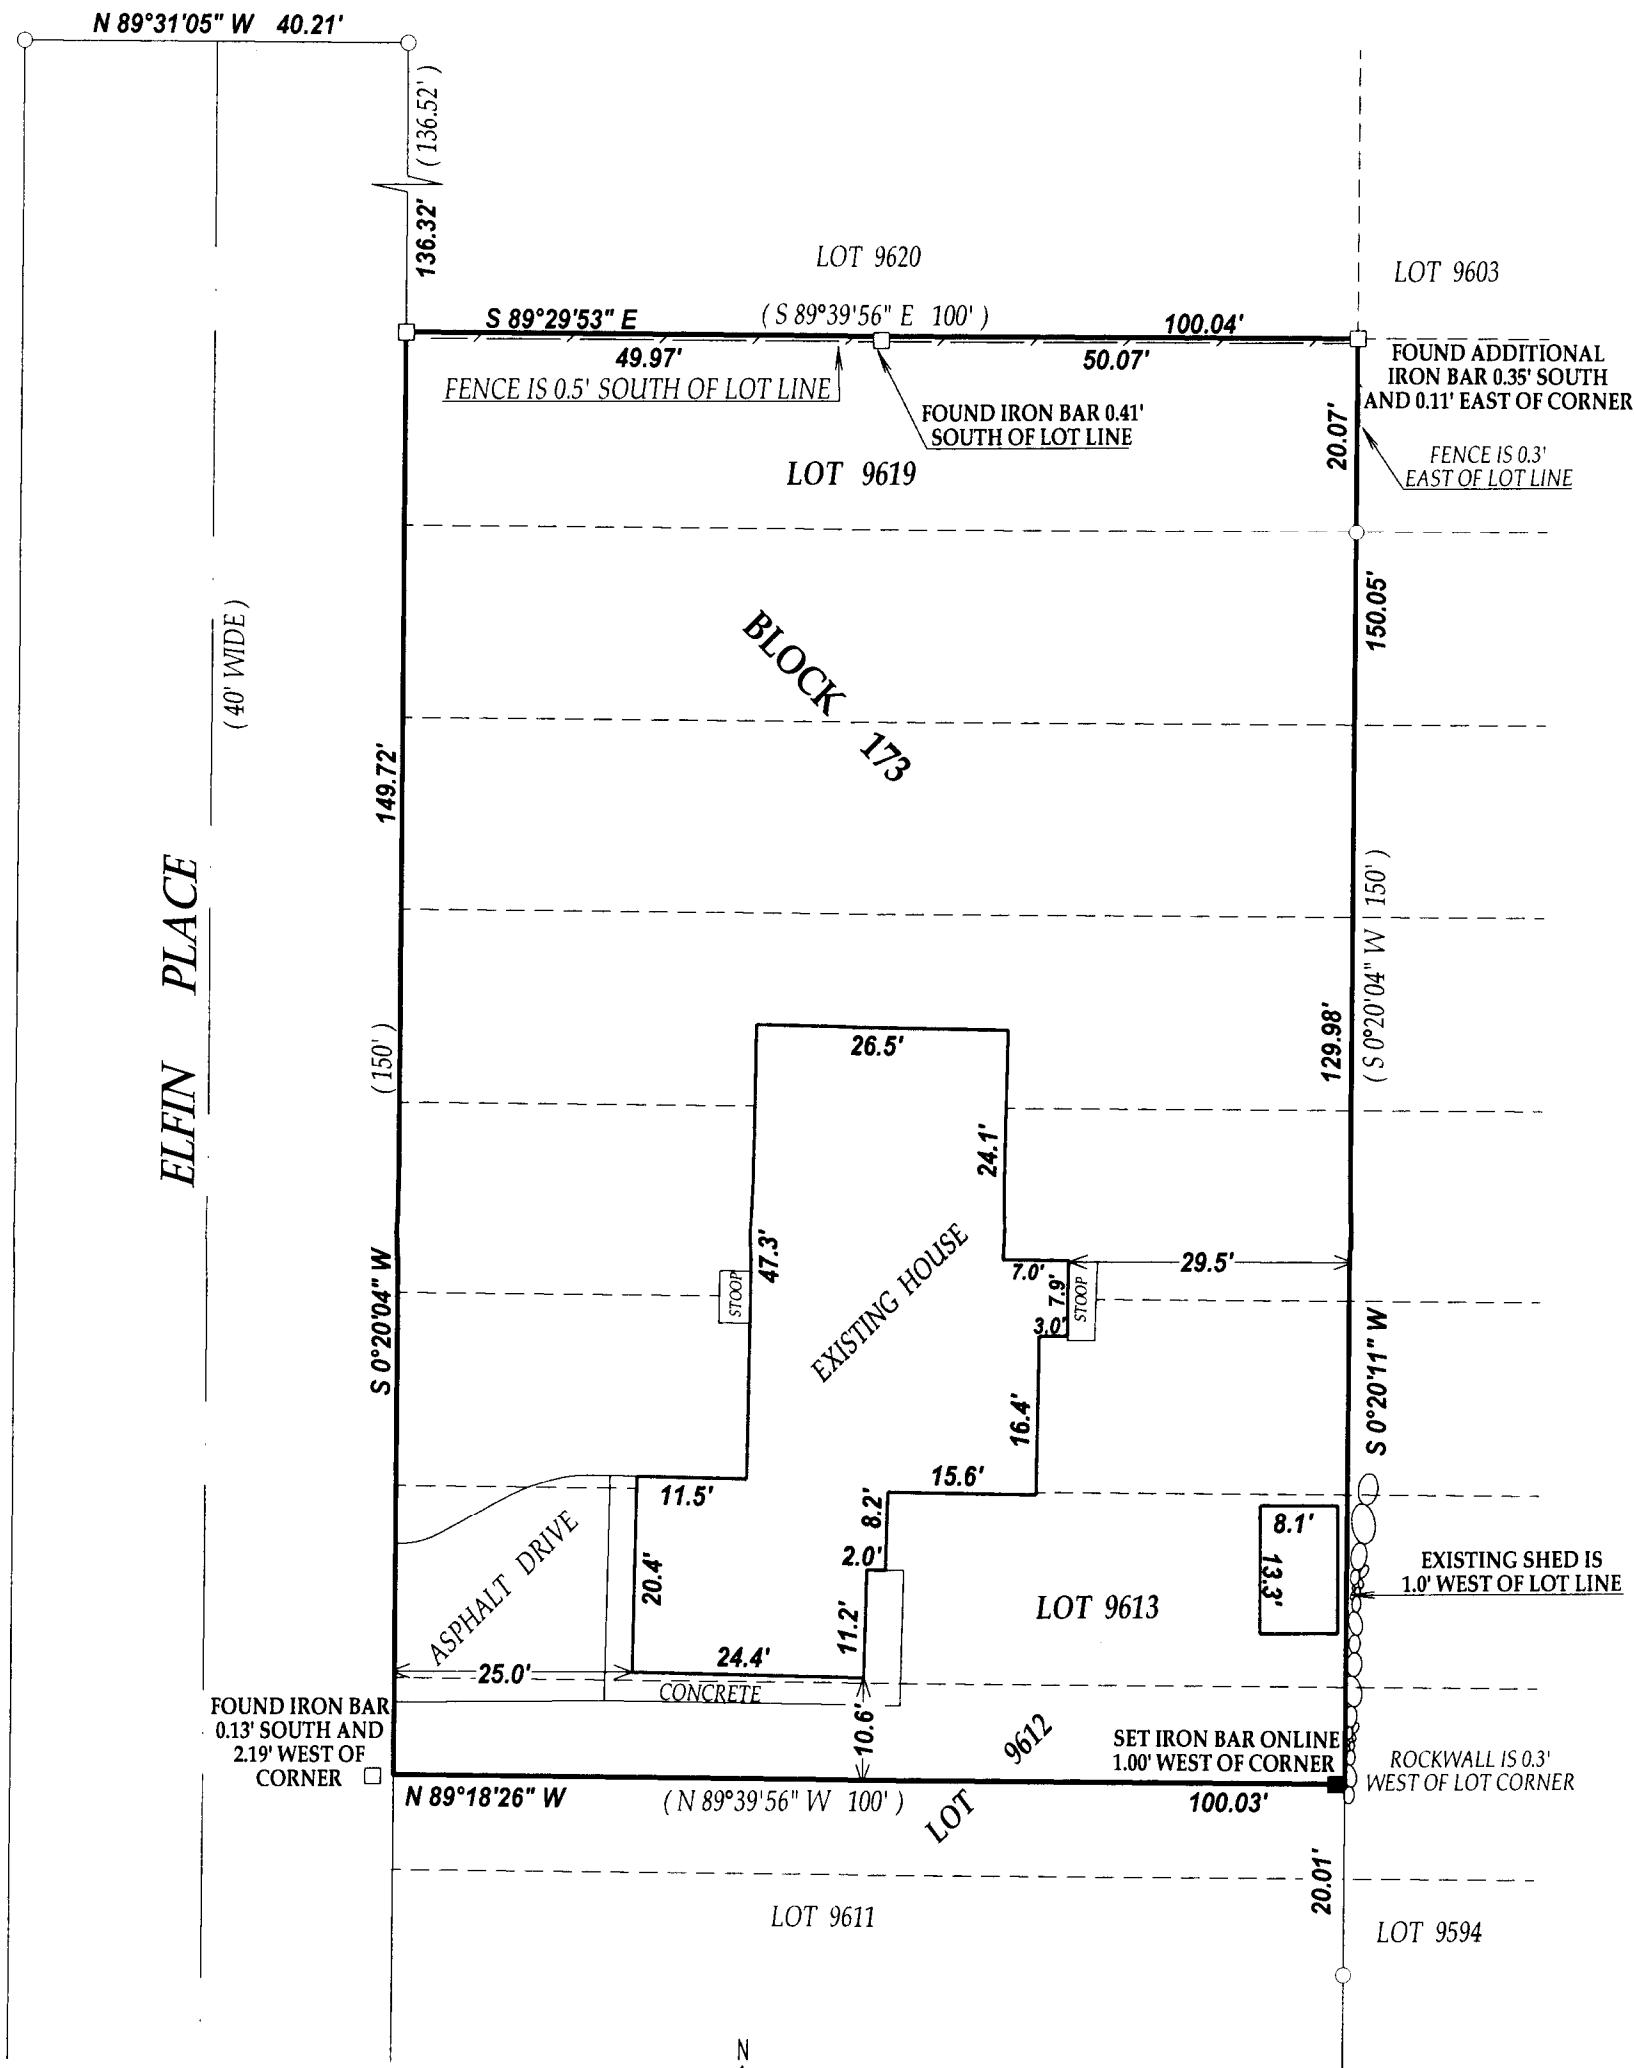 N 89°31'05" W 40.21'
( 136.52' )
136.32'
LOT 9620
LOT 9603
S 89°29'53" E
( S 89°39'56" E 100' )
100.04'
49.97'
50.07'
FENCE IS 0.5' SOUTH OF LOT LINE
FOUND IRON BAR 0.41'
SOUTH OF LOT LINE
FOUND ADDITIONAL
IRON BAR 0.35' SOUTH
AND 0.11' EAST OF CORNER
20.07'
FENCE IS 0.3'
EAST OF LOT LINE
LOT 9619
150.05'
( 40' WIDE )
BLOCK 173
149.72'
ELFIN PLACE
( S 0°20'04" W 150' )
( 150' )
129.98'
26.5'
24.1'
47.3'
STOOP
EXISTING HOUSE
7.0'
7.9'
STOOP
29.5'
3.0'
S 0°20'04" W
S 0°20'11" W
16.4'
15.6'
11.5'
8.2'
2.0'
20.4'
11.2'
ASPHALT DRIVE
8.1'
13.3'
EXISTING SHED IS
1.0' WEST OF LOT LINE
LOT 9613
24.4'
25.0'
CONCRETE
10.6'
FOUND IRON BAR
0.13' SOUTH AND
2.19' WEST OF
CORNER
LOT 9612
SET IRON BAR ONLINE
1.00' WEST OF CORNER
ROCKWALL IS 0.3'
WEST OF LOT CORNER
N 89°18'26" W
( N 89°39'56" W 100' )
100.03'
20.01'
LOT 9611
LOT 9594
N